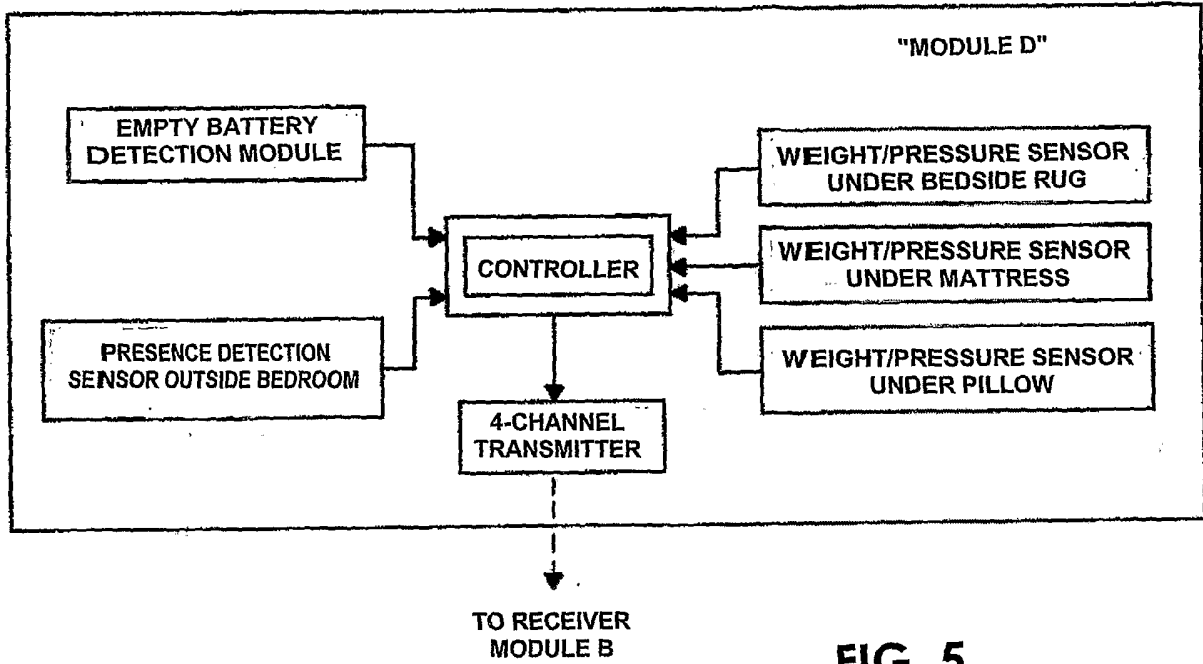 "MODULE D"
EMPTY BATTERY
DETECTION MODULE
WEIGHT/PRESSURE SENSOR
UNDER BEDSIDE RUG
CONTROLLER
WEIGHT/PRESSURE SENSOR
UNDER MATTRESS
PRESENCE DETECTION
SENSOR OUTSIDE BEDROOM
WEIGHT/PRESSURE SENSOR
UNDER PILLOW
4-CHANNEL
TRANSMITTER
TO RECEIVER
MODULE B
FIG. 5